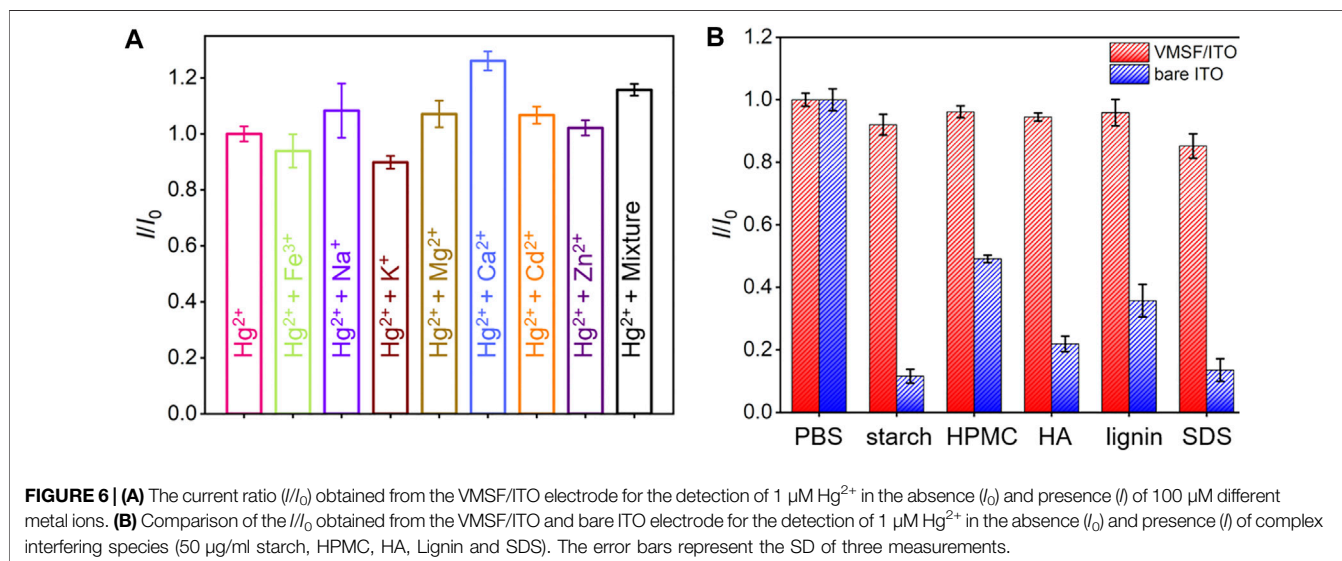 A
I/I₀
1.2
1.0
0.8
0.6
0.4
0.2
0.0
Hg²⁺
Hg²⁺ + Fe³⁺
Hg²⁺ + Na⁺
Hg²⁺ + K⁺
Hg²⁺ + Mg²⁺
Hg²⁺ + Ca²⁺
Hg²⁺ + Cd²⁺
Hg²⁺ + Zn²⁺
Hg²⁺ + Mixture
B
I/I₀
1.2
1.0
0.8
0.6
0.4
0.2
0.0
VMSF/ITO
bare ITO
PBS starch HPMC HA lignin SDS
FIGURE 6 | (A) The current ratio (I/I₀) obtained from the VMSF/ITO electrode for the detection of 1 μM Hg²⁺ in the absence (I₀) and presence (I) of 100 μM different
metal ions. (B) Comparison of the I/I₀ obtained from the VMSF/ITO and bare ITO electrode for the detection of 1 μM Hg²⁺ in the absence (I₀) and presence (I) of complex
interfering species (50 μg/ml starch, HPMC, HA, Lignin and SDS). The error bars represent the SD of three measurements.